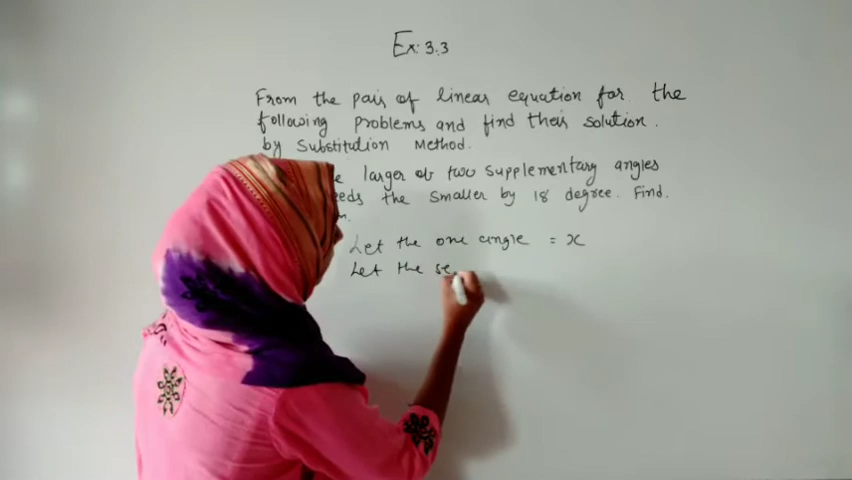 Ex: 3.3
From the pair of linear equation for the
following problems and find their solution.
by Substitution Method.
larger of two supplementary angles
the smaller by 18 degree. Find
Let the one angle = x
Let the se